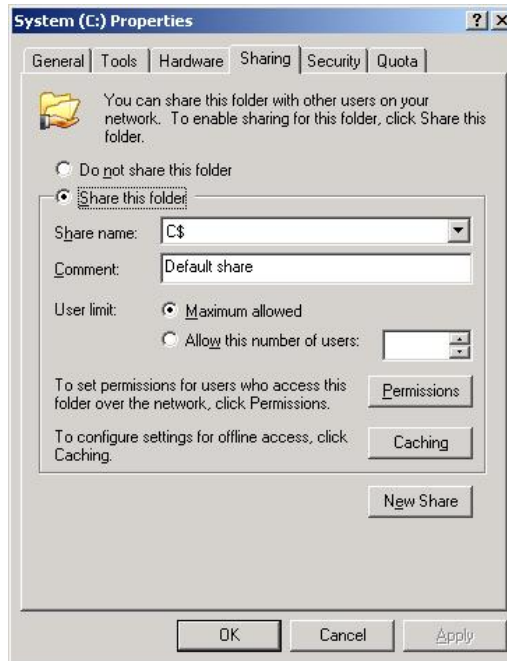 System (C:) Properties
? X
General Tools Hardware Sharing Security Quota
You can share this folder with other users on your
network. To enable sharing for this folder, click Share this
folder.
Do not share this folder
Share this folder
Share name: C$
Comment: Default share
User limit: Maximum allowed
Allow this number of users:
To set permissions for users who access this
folder over the network, click Permissions.
Permissions
To configure settings for offline access, click
Caching.
Caching
New Share
OK Cancel Apply